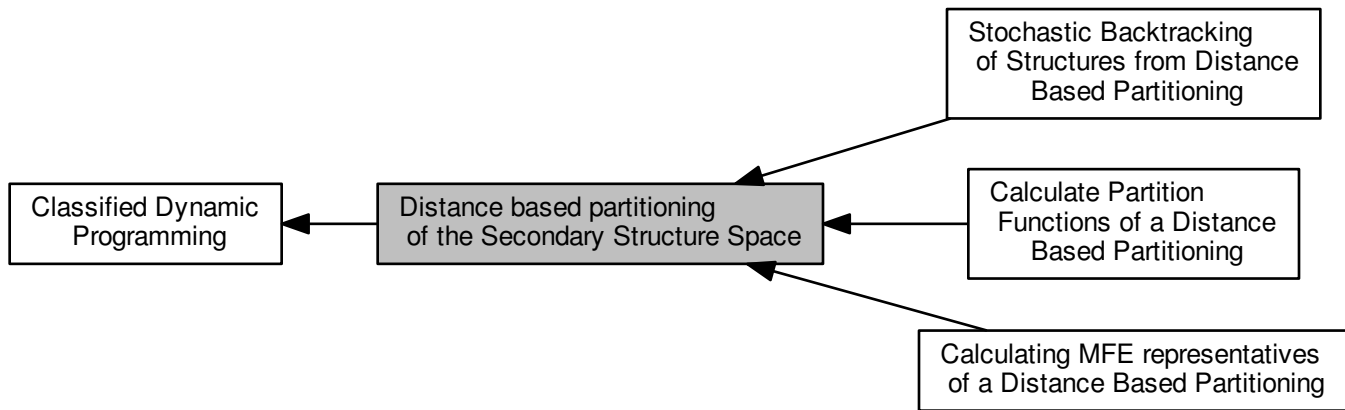 Stochastic Backtracking
of Structures from Distance
Based Partitioning
Classified Dynamic
Programming
Distance based partitioning
of the Secondary Structure Space
Calculate Partition
Functions of a Distance
Based Partitioning
Calculating MFE representatives
of a Distance Based Partitioning